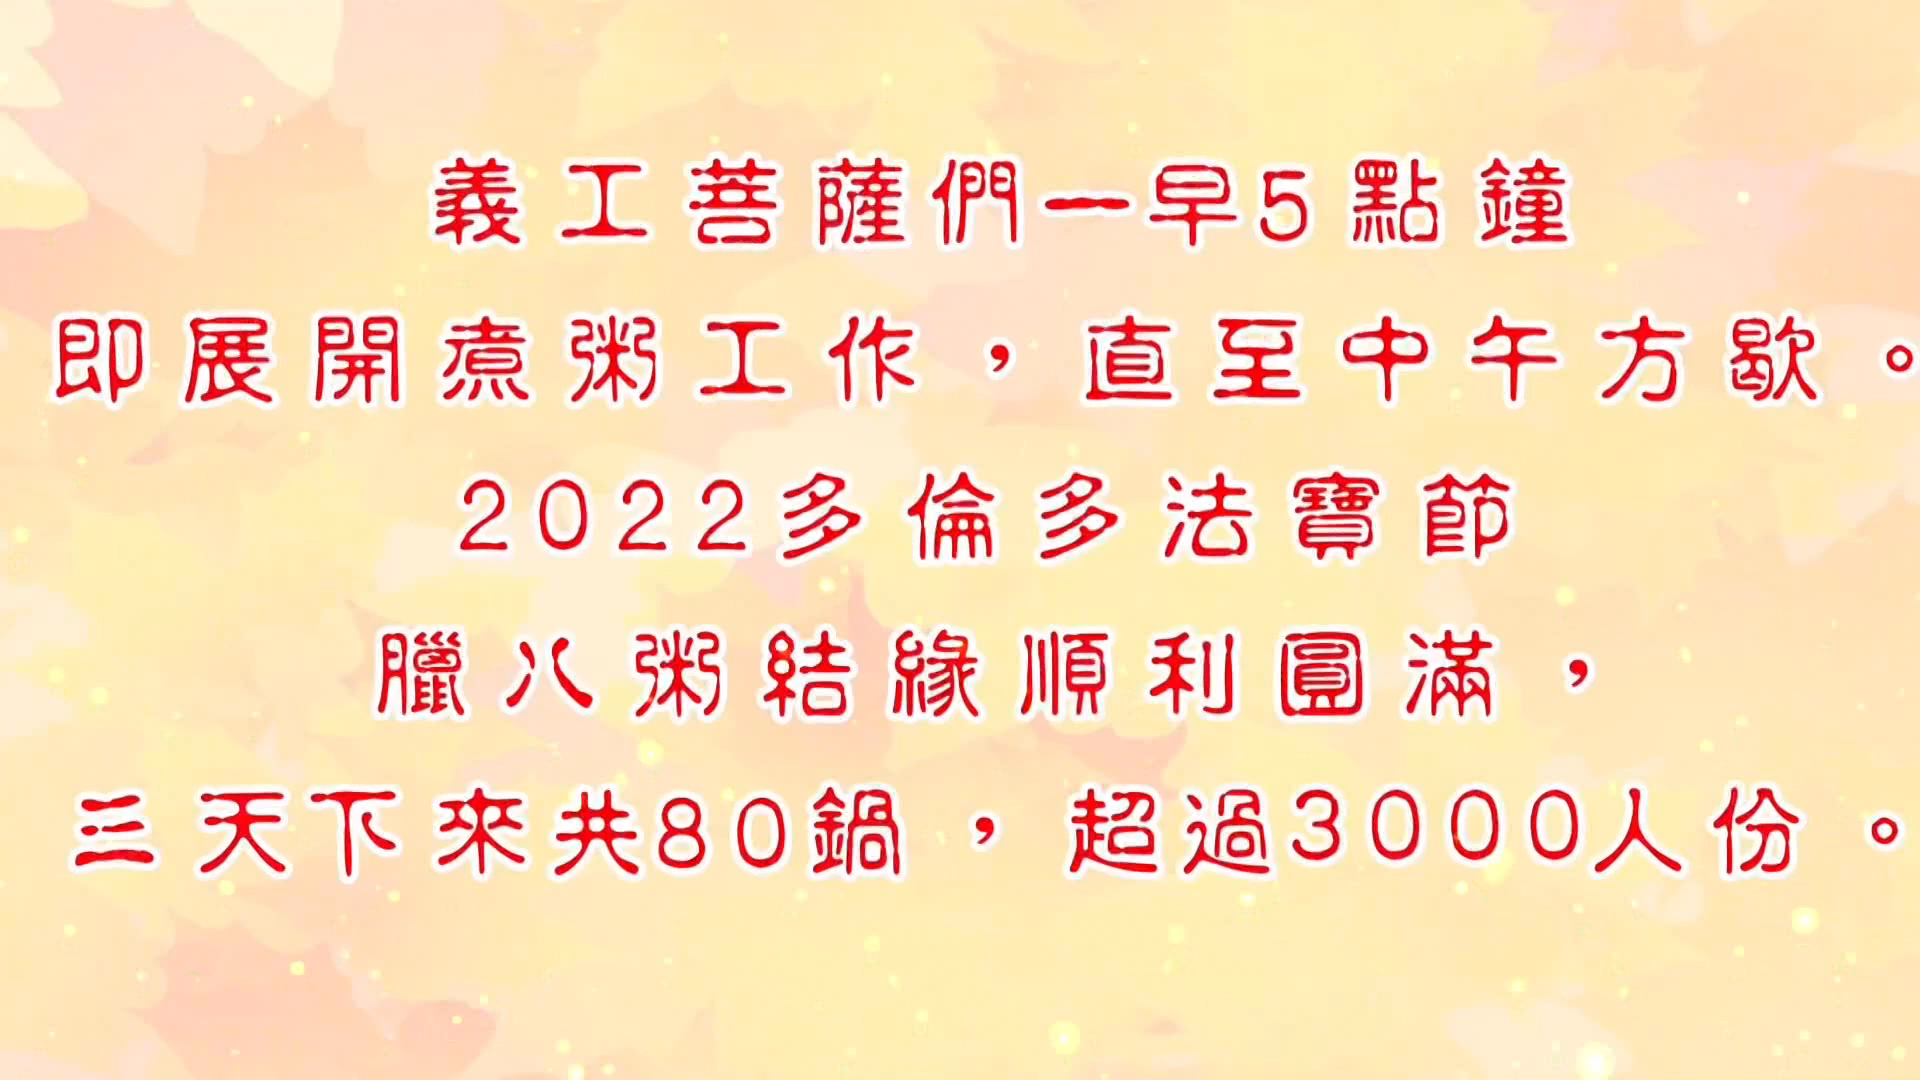 義工菩薩們一早5點鐘
即展開煮粥工作，直至中午方歇。
2022多倫多法寶節
臘八粥結緣順利圓滿，
三天下來共80鍋，超過3000人份。